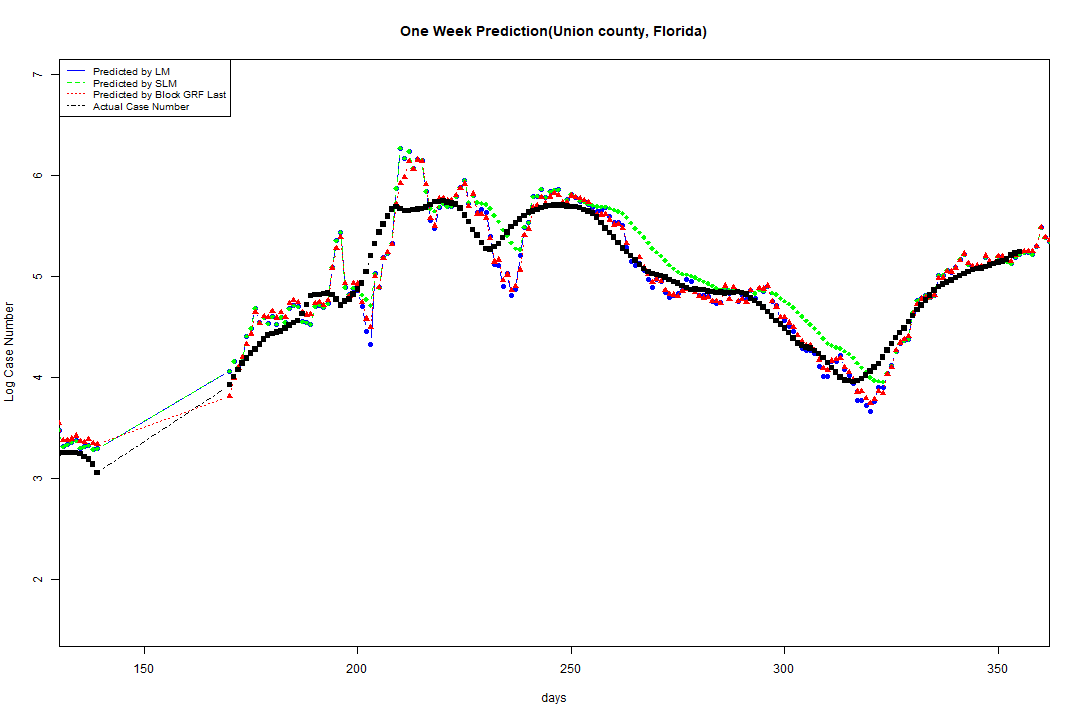 One Week Prediction(Union county, Florida)
Predicted by LM
Predicted by SLM
Predicted by Block GRF Last
Actual Case Number
7
6
5
4
3
2
Log Case Number
150 200 250 300 350
days